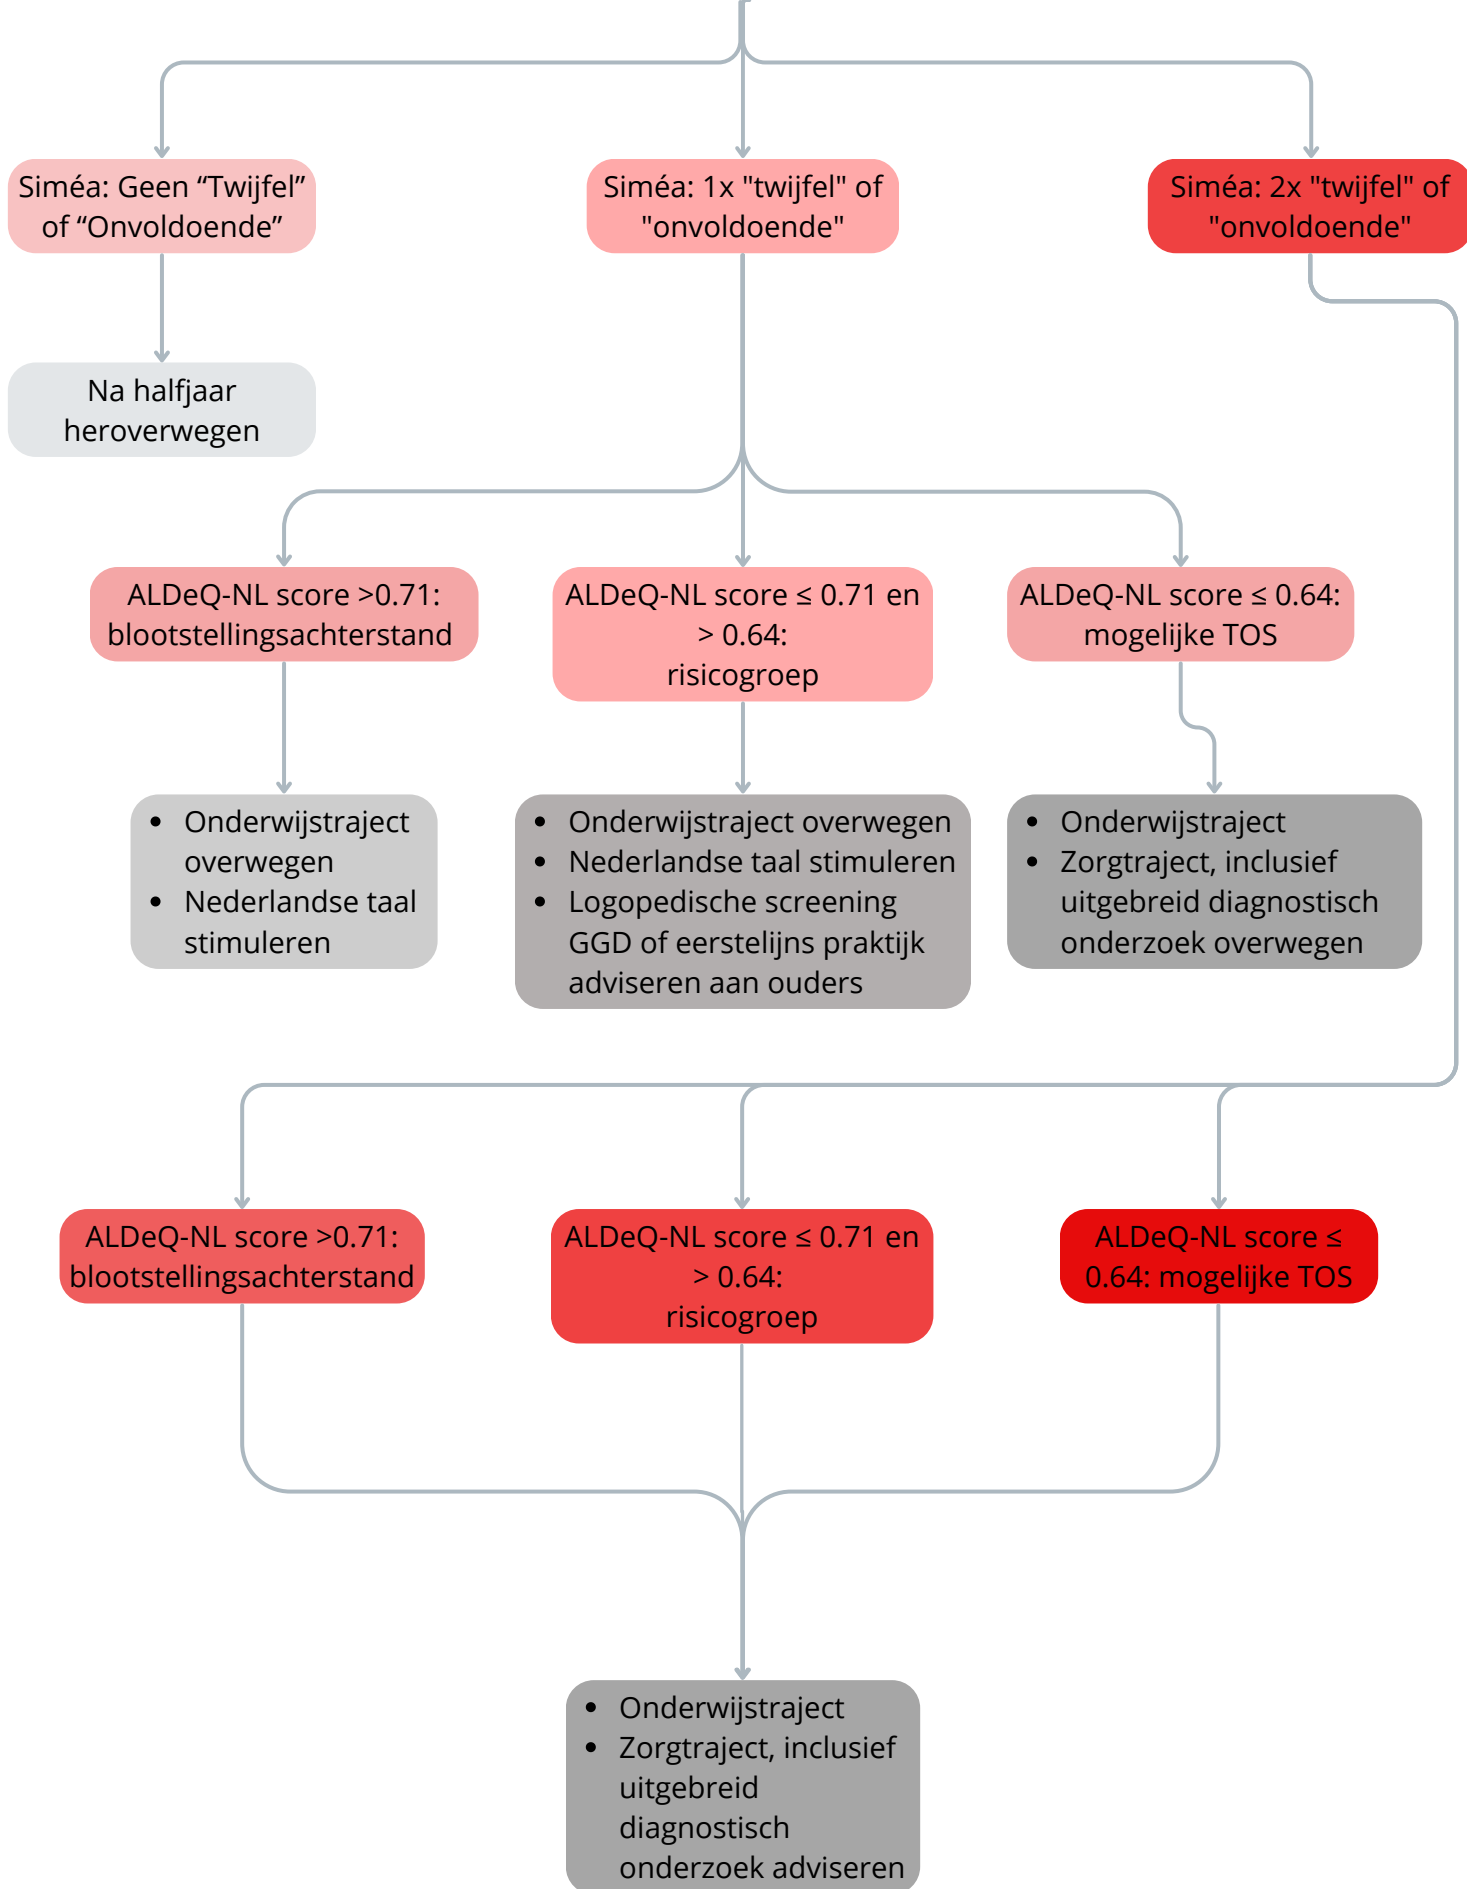 Siméa: Geen “Twijfel”
of “Onvoldoende”
Siméa: 1x "twijfel" of
"onvoldoende"
Siméa: 2x "twijfel" of
"onvoldoende"
Na halfjaar
heroverwegen
ALDeQ-NL score >0.71:
blootstellingsachterstand
ALDeQ-NL score ≤ 0.71 en
> 0.64:
risicogroep
ALDeQ-NL score ≤ 0.64:
mogelijke TOS
• Onderwijstraject
overwegen
• Nederlandse taal
stimuleren
• Onderwijstraject overwegen
• Nederlandse taal stimuleren
• Logopedische screening
GGD of eerstelijns praktijk
adviseren aan ouders
• Onderwijstraject
• Zorgtraject, inclusief
uitgebreid diagnostisch
onderzoek overwegen
ALDeQ-NL score >0.71:
blootstellingsachterstand
ALDeQ-NL score ≤ 0.71 en
> 0.64:
risicogroep
ALDeQ-NL score ≤
0.64: mogelijke TOS
• Onderwijstraject
• Zorgtraject, inclusief
uitgebreid
diagnostisch
onderzoek adviseren